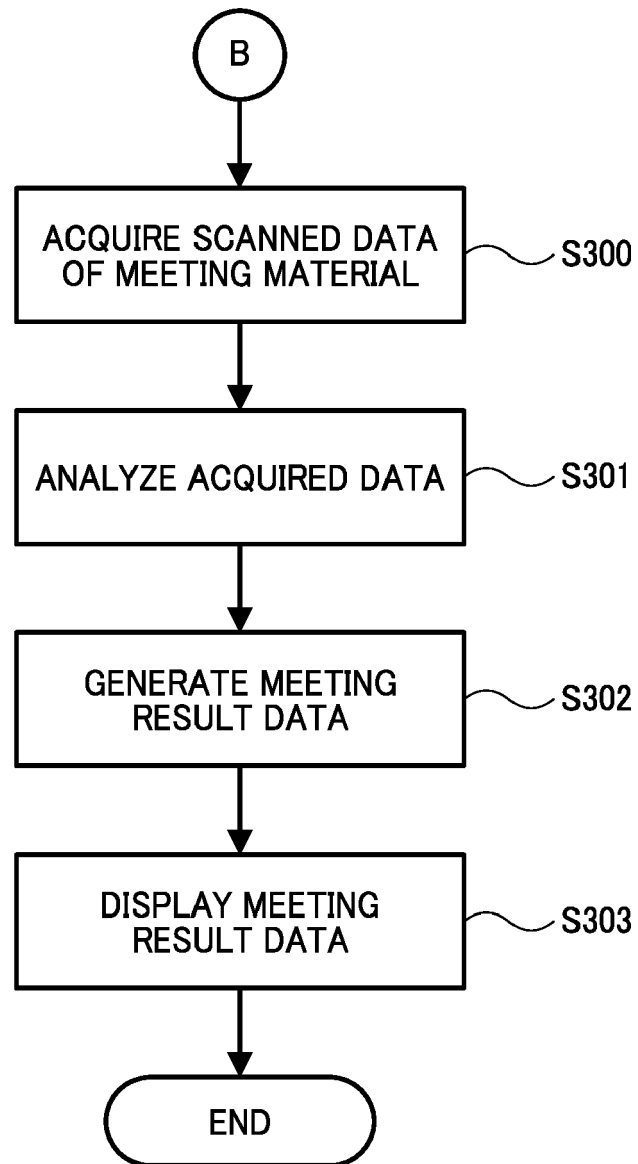 B
ACQUIRE SCANNED DATA
OF MEETING MATERIAL
S300
ANALYZE ACQUIRED DATA
S301
GENERATE MEETING
RESULT DATA
S302
DISPLAY MEETING
RESULT DATA
S303
END